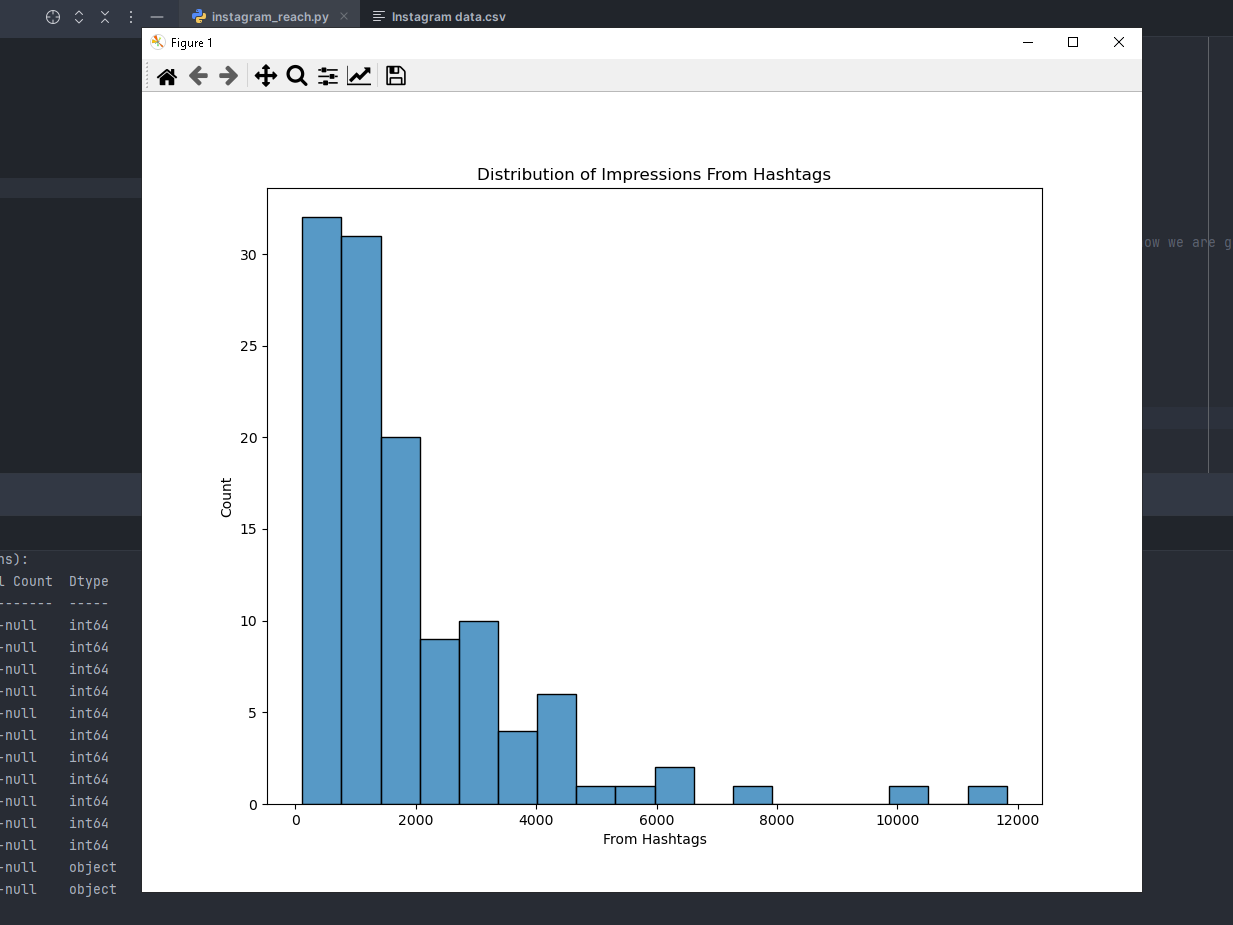 instagram_reach.py
Instagram data.csv
Figure 1
Distribution of Impressions From Hashtags
30
25
20
15
10
5
0
Count
0 2000 4000 6000 8000 10000 12000
From Hashtags
ow we are g
ns):
l Count Dtype
------- -----
-null int64
-null int64
-null int64
-null int64
-null int64
-null int64
-null int64
-null int64
-null int64
-null int64
-null int64
-null object
-null object